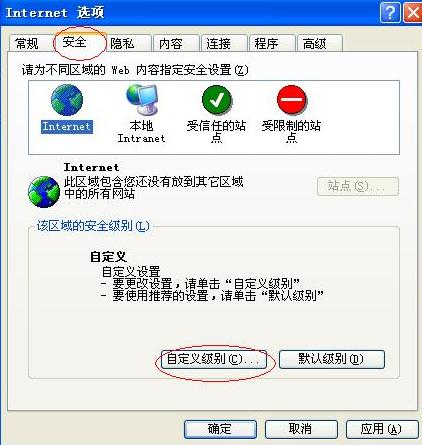 Internet 选项
常规 安全 隐私 内容 连接 程序 高级
请为不同区域的 Web 内容指定安全设置(Z)
Internet 本地 受信任的站 受限制的站
Intranet 点 点
Internet
此区域包含您还没有放到其它区域
中的所有网站
站点(S)...
该区域的安全级别(L)
自定义
自定义设置
- 要更改设置，请单击“自定义级别”
- 要使用推荐的设置，请单击“默认级别”
自定义级别(C)... 默认级别(D)
确定 取消 应用(A)